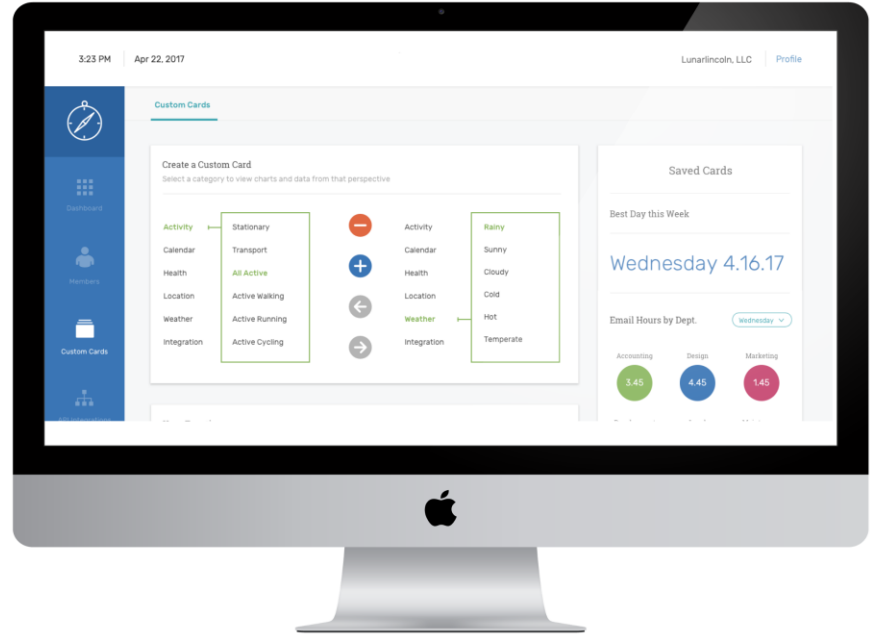 3:23 PM Apr 22, 2017
Lunarlincoln, LLC Profile
Custom Cards
Dashboard
Members
Custom Cards
API Integrations
Create a Custom Card
Select a category to view charts and data from that perspective
Activity
Calendar
Health
Location
Weather
Integration
Stationary
Transport
All Active
Active Walking
Active Running
Active Cycling
Activity
Calendar
Health
Location
Weather
Integration
Rainy
Sunny
Cloudy
Cold
Hot
Temperate
Saved Cards
Best Day this Week
Wednesday 4.16.17
Email Hours by Dept.
Wednesday
Accounting Design Marketing
3.45 4.45 1.45